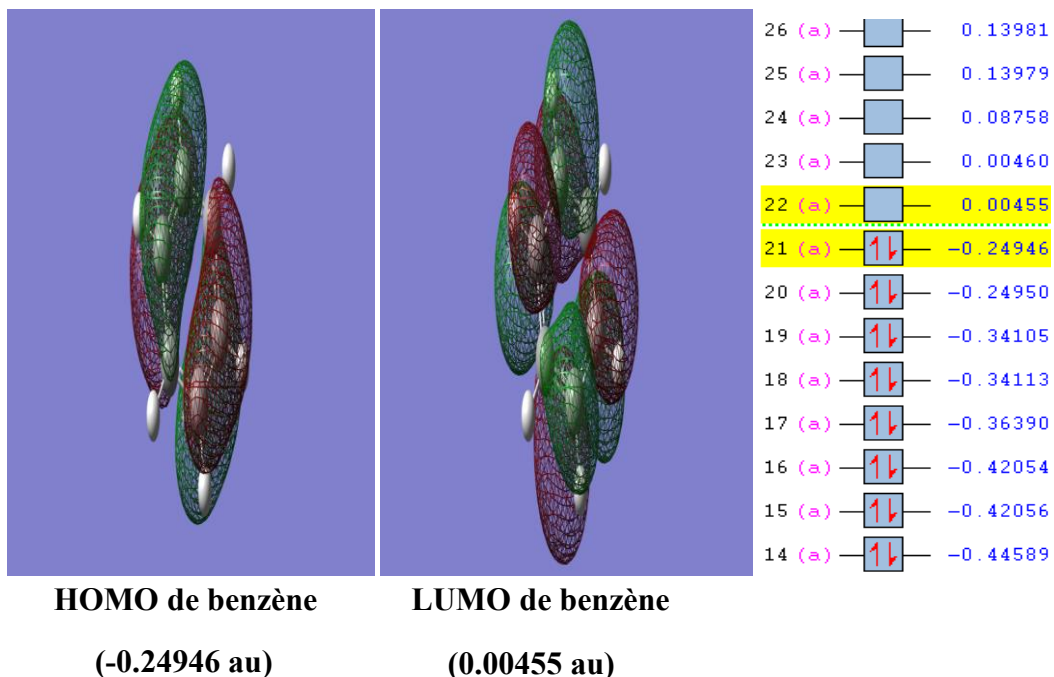 26 (a) 0.13981
25 (a) 0.13979
24 (a) 0.08758
23 (a) 0.00460
22 (a) 0.00455
21 (a) −0.24946
20 (a) −0.24950
19 (a) −0.34105
18 (a) −0.34113
17 (a) −0.36390
16 (a) −0.42054
15 (a) −0.42056
14 (a) −0.44589
HOMO de benzène LUMO de benzène
(-0.24946 au) (0.00455 au)